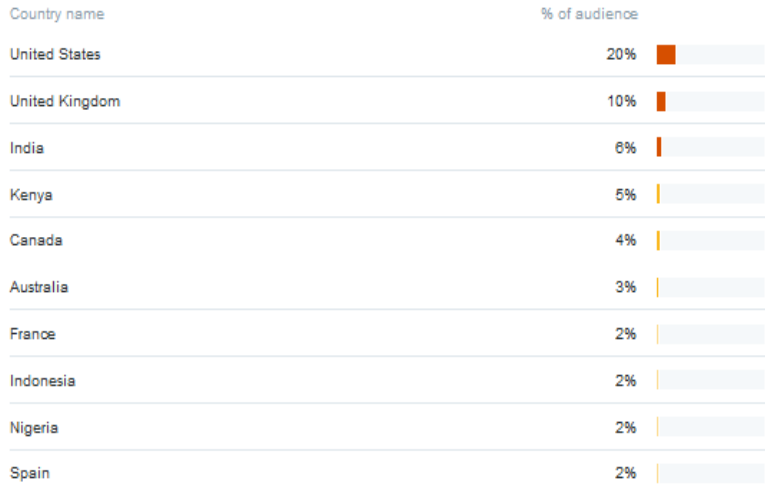 Country name % of audience
United States 20%
United Kingdom 10%
India 6%
Kenya 5%
Canada 4%
Australia 3%
France 2%
Indonesia 2%
Nigeria 2%
Spain 2%